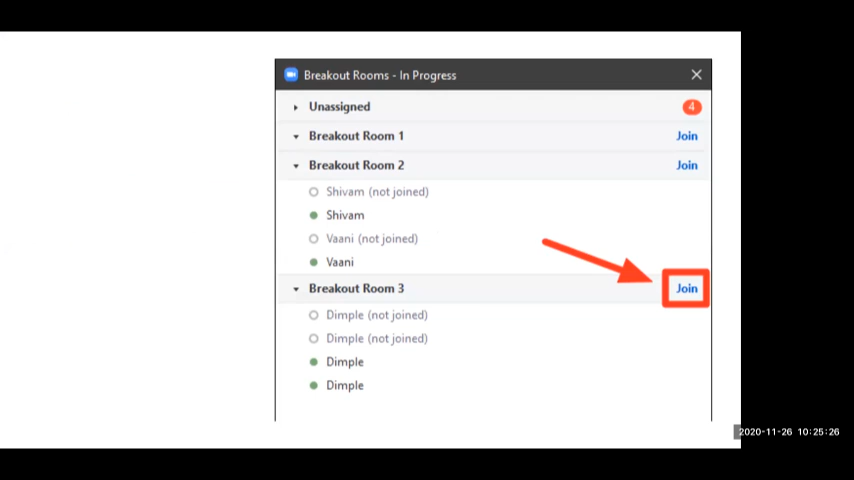 Breakout Rooms - In Progress
Unassigned 4
Breakout Room 1 Join
Breakout Room 2 Join
Shivam (not joined)
Shivam
Vaani (not joined)
Vaani
Breakout Room 3 Join
Dimple (not joined)
Dimple (not joined)
Dimple
Dimple
2020-11-26 10:25:26